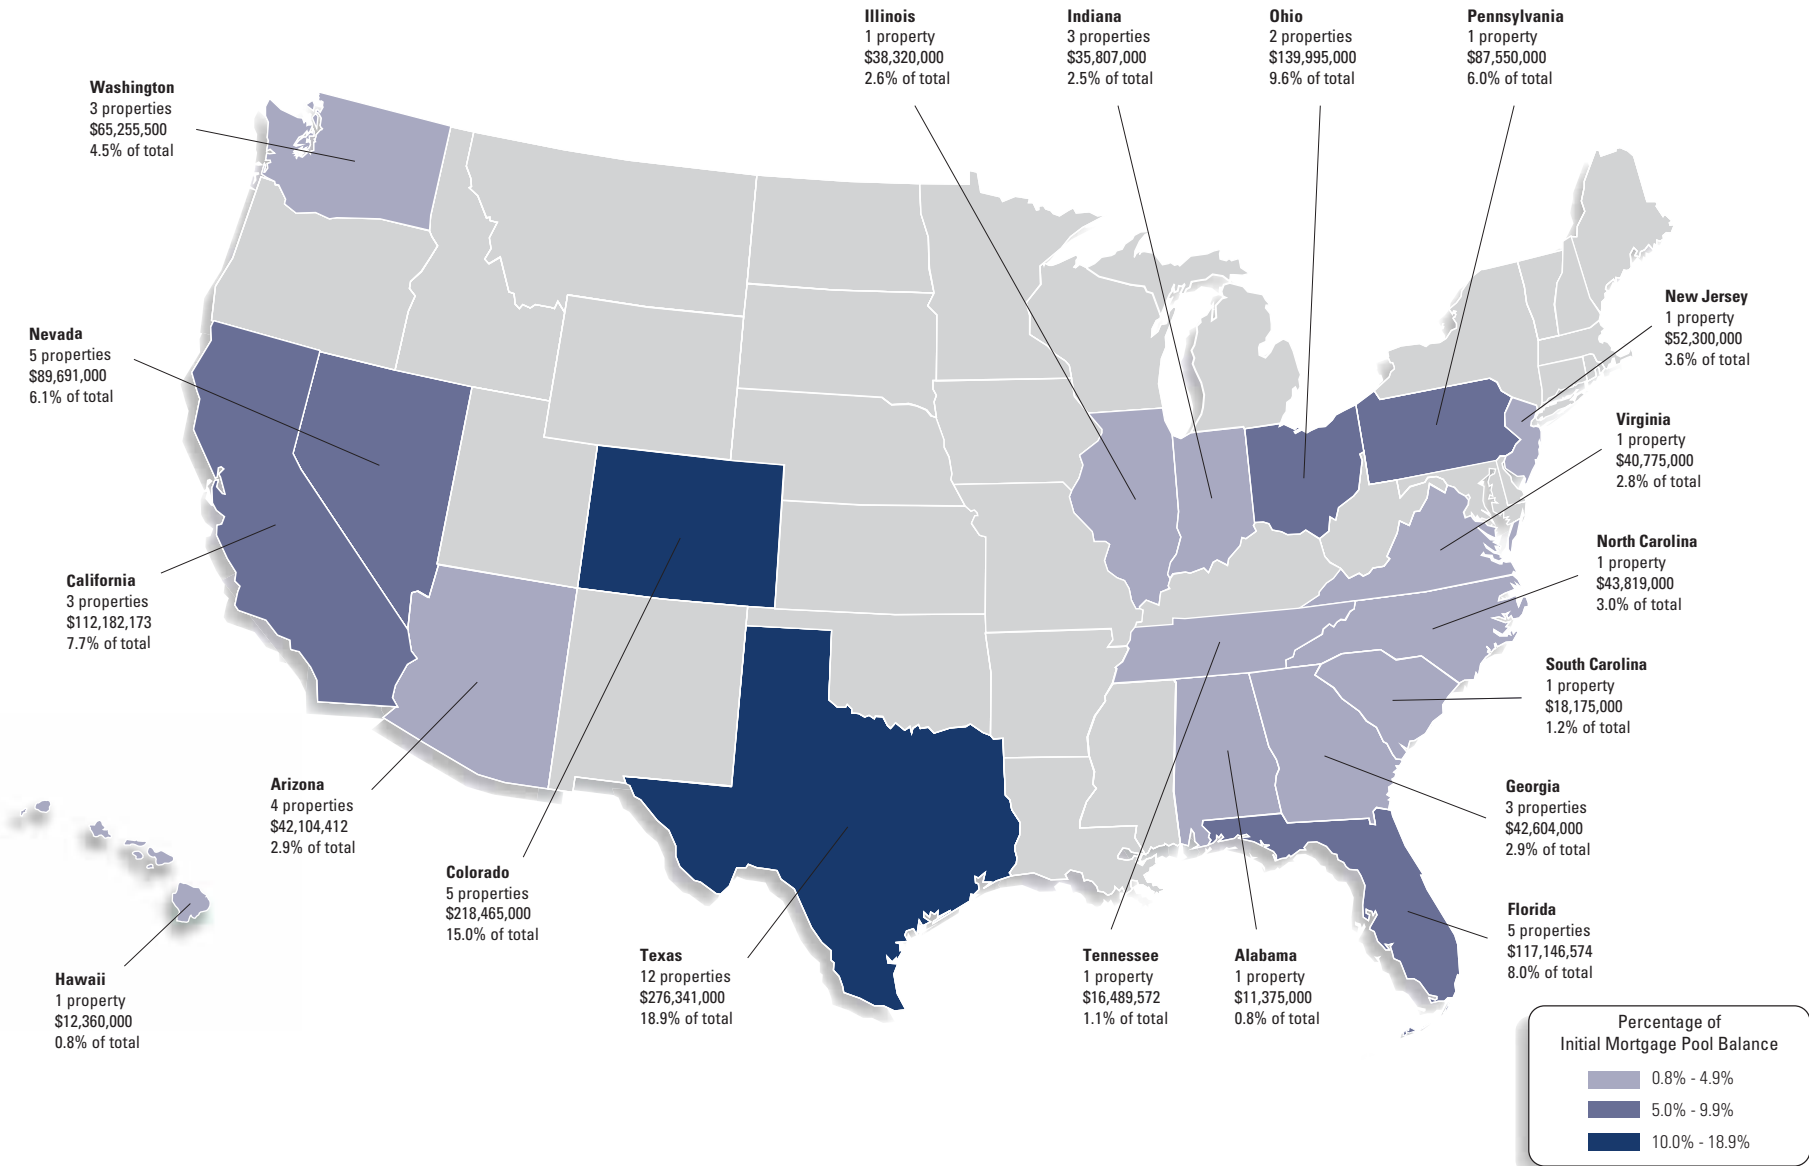 Illinois
1 property
$38,320,000
2.6% of total
Indiana
3 properties
$35,807,000
2.5% of total
Ohio
2 properties
$139,995,000
9.6% of total
Pennsylvania
1 property
$87,550,000
6.0% of total
Washington
3 properties
$65,255,500
4.5% of total
New Jersey
1 property
$52,300,000
3.6% of total
Nevada
5 properties
$89,691,000
6.1% of total
Virginia
1 property
$40,775,000
2.8% of total
North Carolina
1 property
$43,819,000
3.0% of total
California
3 properties
$112,182,173
7.7% of total
South Carolina
1 property
$18,175,000
1.2% of total
Arizona
4 properties
$42,104,412
2.9% of total
Georgia
3 properties
$42,604,000
2.9% of total
Colorado
5 properties
$218,465,000
15.0% of total
Florida
5 properties
$117,146,574
8.0% of total
Texas
12 properties
$276,341,000
18.9% of total
Tennessee
1 property
$16,489,572
1.1% of total
Alabama
1 property
$11,375,000
0.8% of total
Hawaii
1 property
$12,360,000
0.8% of total
Percentage of
Initial Mortgage Pool Balance
0.8% - 4.9%
5.0% - 9.9%
10.0% - 18.9%